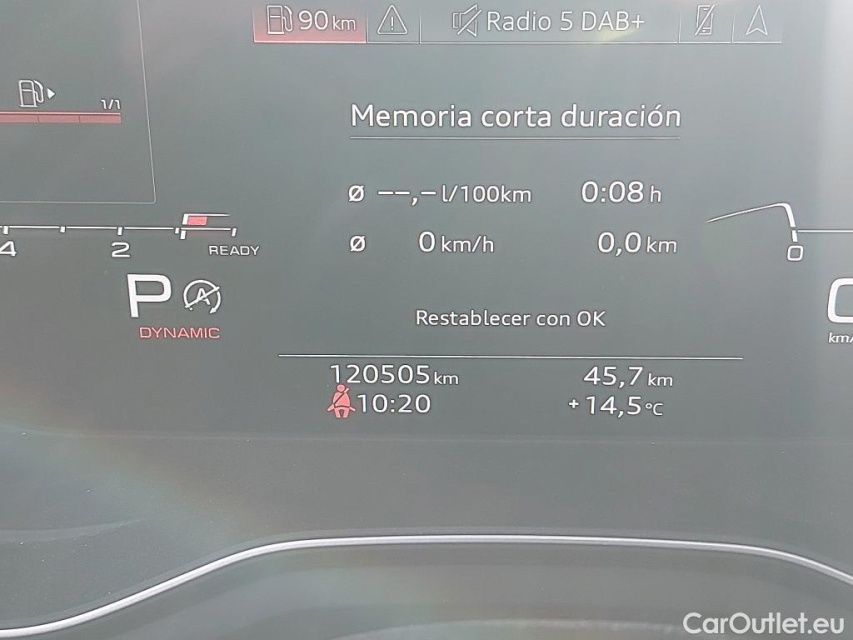 90 km Radio 5 DAB+
1/1
Memoria corta duración
Ø --,- l/100km 0:08 h
Ø 0 km/h 0,0 km
4 2 READY 0
P A
DYNAMIC
Restablecer con OK
120505 km 45,7 km
10:20 +14,5 °C
CarOutlet.eu